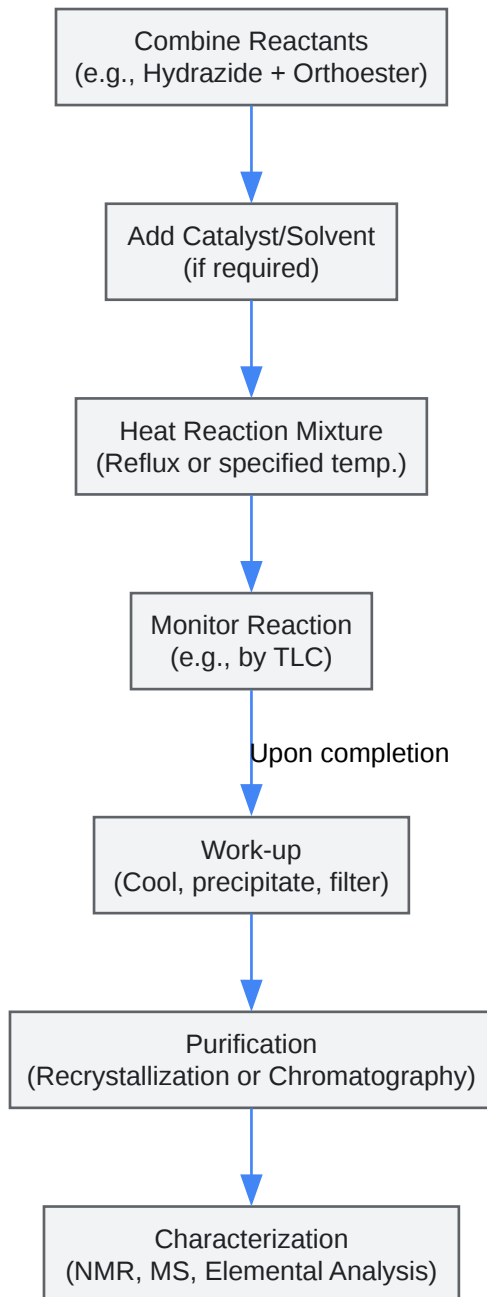 Combine Reactants
(e.g., Hydrazide + Orthoester)
Add Catalyst/Solvent
(if required)
Heat Reaction Mixture
(Reflux or specified temp.)
Monitor Reaction
(e.g., by TLC)
Upon completion
Work-up
(Cool, precipitate, filter)
Purification
(Recrystallization or Chromatography)
Characterization
(NMR, MS, Elemental Analysis)